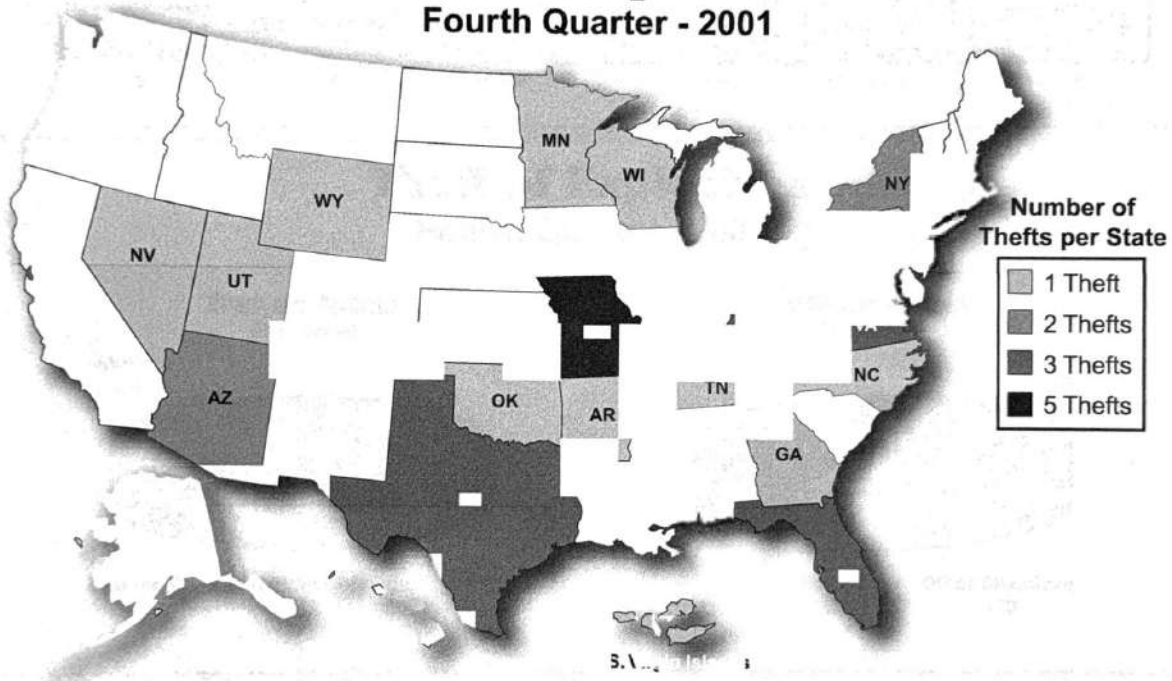 Fourth Quarter - 2001
MN
WI
NY
WY
NV
UT
AZ
OK
AR
TN
NC
GA
VA
Number of
Thefts per State
1 Theft
2 Thefts
3 Thefts
5 Thefts